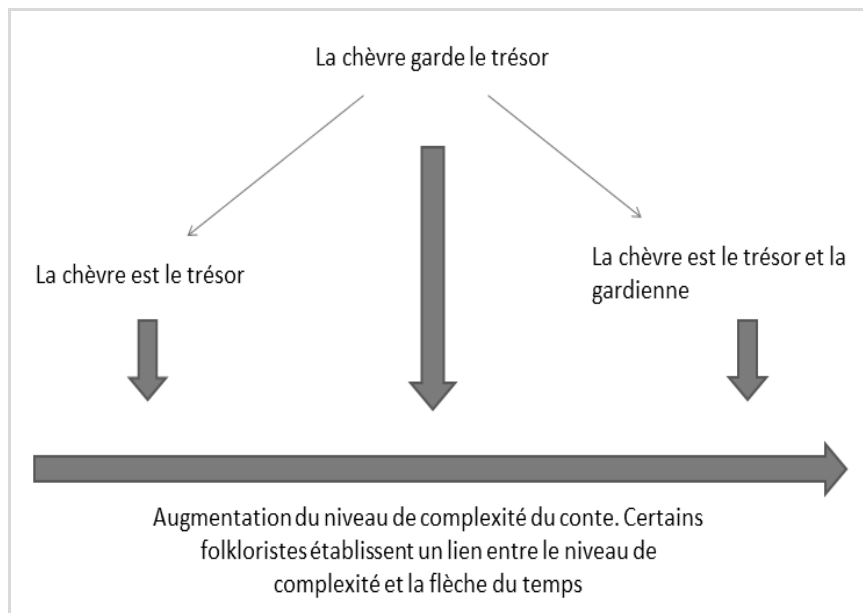 La chèvre garde le trésor
La chèvre est le trésor
La chèvre est le trésor et la
gardienne
Augmentation du niveau de complexité du conte. Certains
folkloristes établissent un lien entre le niveau de
complexité et la flèche du temps